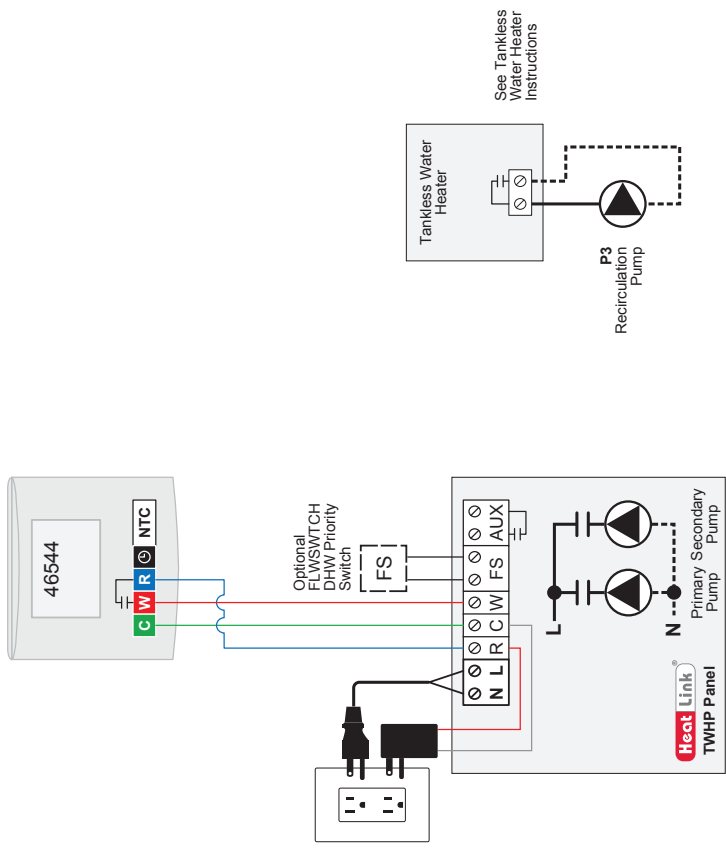 46544
C W R NTC
Optional
FLWSWTCH
DHW Priority
Switch
FS
N L R C W FS AUX
L
N
Primary
Pump
Secondary
Pump
Heat Link®
TWHP Panel
Tankless Water
Heater
See Tankless
Water Heater
Instructions
P3
Recirculation
Pump